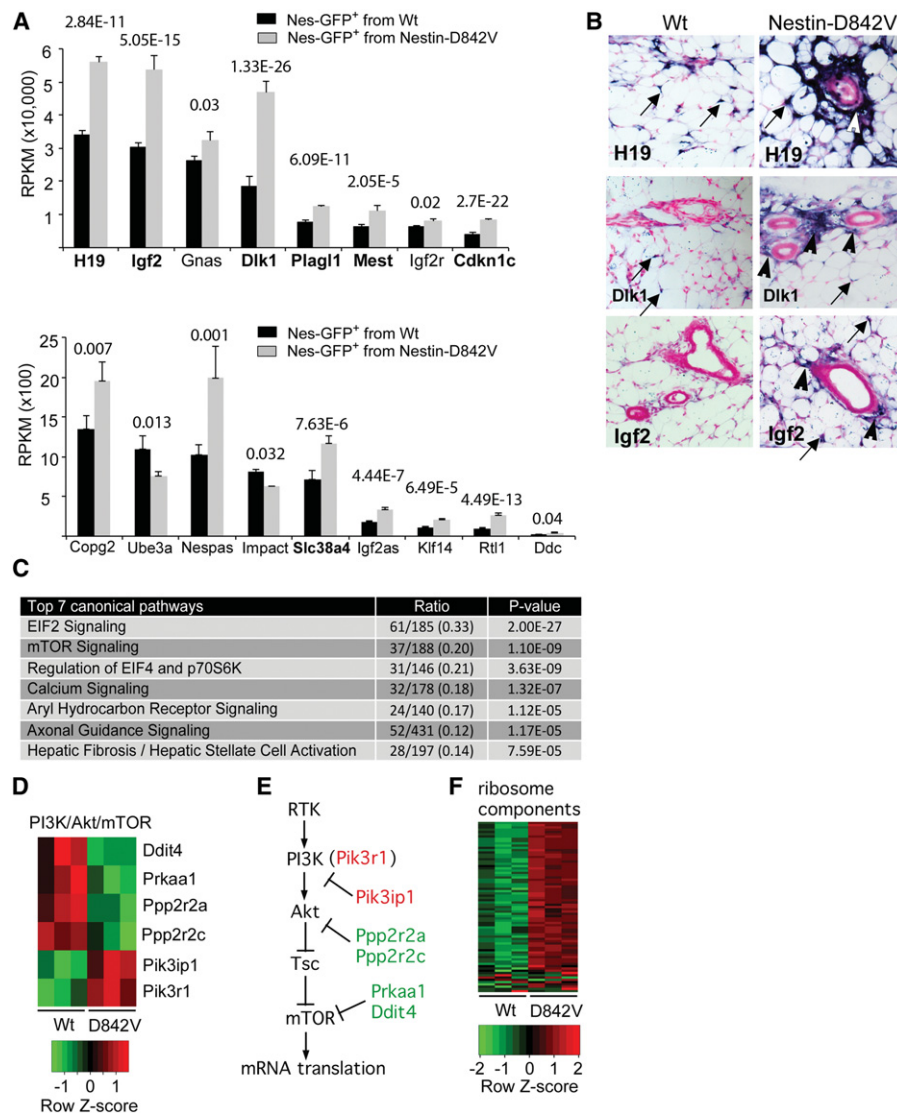 A
Nes-GFP+ from Wt
Nes-GFP+ from Nestin-D842V
RPKM (x10,000)
6
5
4
3
2
1
2.84E-11
5.05E-15
0.03
1.33E-26
6.09E-11
2.05E-5
0.02
2.7E-22
H19 Igf2 Gnas Dlk1 Plagl1 Mest Igf2r Cdkn1c
Nes-GFP+ from Wt
Nes-GFP+ from Nestin-D842V
RPKM (x100)
25
20
15
10
5
0.007
0.013
0.001
0.032
7.63E-6
4.44E-7
6.49E-5
4.49E-13
0.04
Copg2 Ube3a Nespas Impact Slc38a4 Igf2as Klf14 Rtl1 Ddc
B
Wt Nestin-D842V
H19 H19
Dlk1 Dlk1
Igf2 Igf2
C
Top 7 canonical pathways Ratio P-value
EIF2 Signaling 61/185 (0.33) 2.00E-27
mTOR Signaling 37/188 (0.20) 1.10E-09
Regulation of EIF4 and p70S6K 31/146 (0.21) 3.63E-09
Calcium Signaling 32/178 (0.18) 1.32E-07
Aryl Hydrocarbon Receptor Signaling 24/140 (0.17) 1.12E-05
Axonal Guidance Signaling 52/431 (0.12) 1.17E-05
Hepatic Fibrosis / Hepatic Stellate Cell Activation 28/197 (0.14) 7.59E-05
D
PI3K/Akt/mTOR
Ddit4
Prkaa1
Ppp2r2a
Ppp2r2c
Pik3ip1
Pik3r1
Wt D842V
-1 0 1
Row Z-score
E
RTK
PI3K (Pik3r1)
Pik3ip1
Akt
Ppp2r2a
Ppp2r2c
Tsc
Prkaa1
Ddit4
mTOR
mRNA translation
F
ribosome
components
Wt D842V
-2 -1 0 1 2
Row Z-score